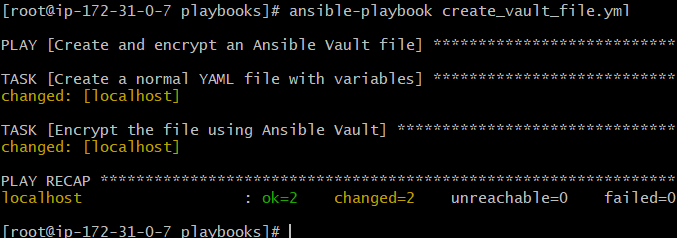 [root@ip-172-31-0-7 playbooks]# ansible-playbook create_vault_file.yml
PLAY [Create and encrypt an Ansible Vault file] ***************************
TASK [Create a normal YAML file with variables] ***************************
changed: [localhost]
TASK [Encrypt the file using Ansible Vault] *******************************
changed: [localhost]
PLAY RECAP ****************************************************************
localhost                  : ok=2    changed=2    unreachable=0    failed=0
[root@ip-172-31-0-7 playbooks]#